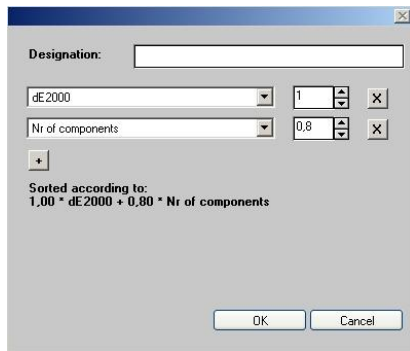 Designation:
dE2000 1 X
Nr of components 0,8 X
+
Sorted according to:
1,00 * dE2000 + 0,80 * Nr of components
OK Cancel